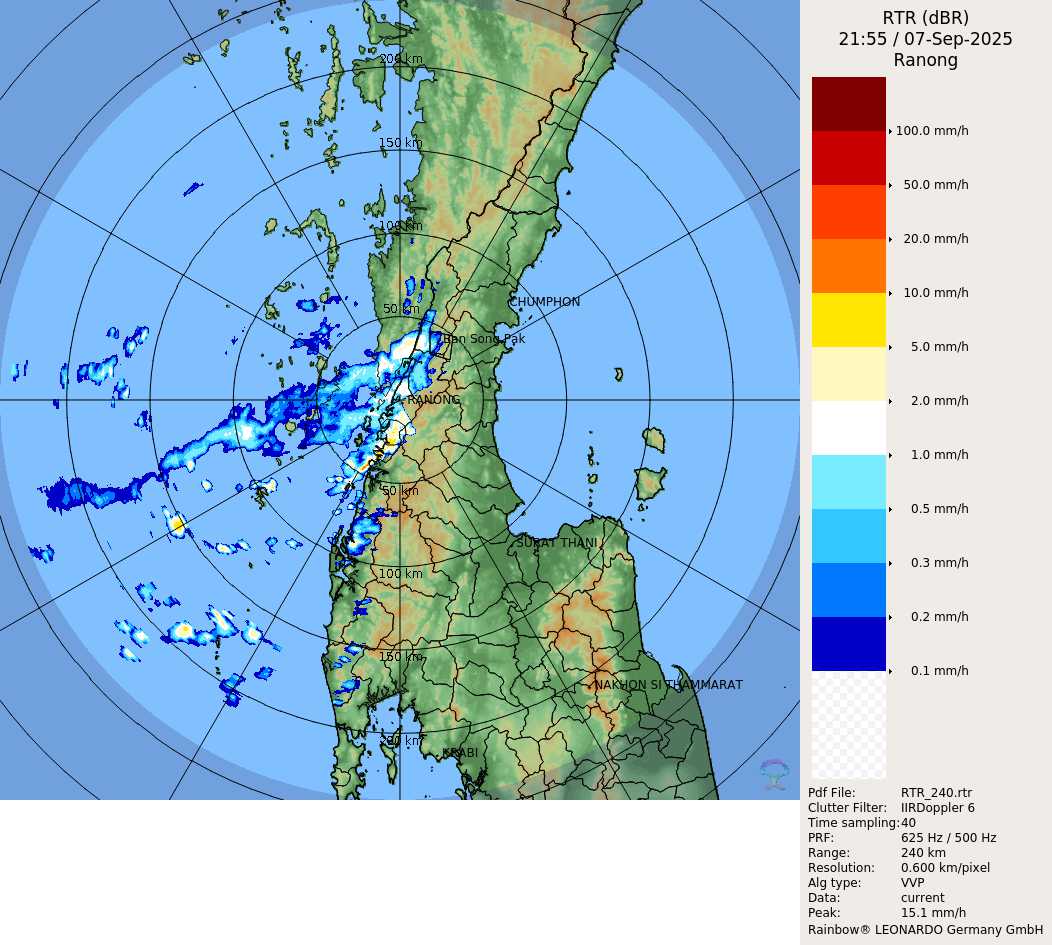 RTR (dBR)
21:55 / 07-Sep-2025
Ranong
200 km
150 km
100 km
50 km
CHUMPHON
Ban Song Pak
RANONG
50 km
SURAT THANI
100 km
150 km
NAKHON SI THAMMARAT
200 km
KRABI
100.0 mm/h
50.0 mm/h
20.0 mm/h
10.0 mm/h
5.0 mm/h
2.0 mm/h
1.0 mm/h
0.5 mm/h
0.3 mm/h
0.2 mm/h
0.1 mm/h
Pdf File: RTR_240.rtr
Clutter Filter: IIRDoppler 6
Time sampling:40
PRF: 625 Hz / 500 Hz
Range: 240 km
Resolution: 0.600 km/pixel
Alg type: VVP
Data: current
Peak: 15.1 mm/h
Rainbow® LEONARDO Germany GmbH